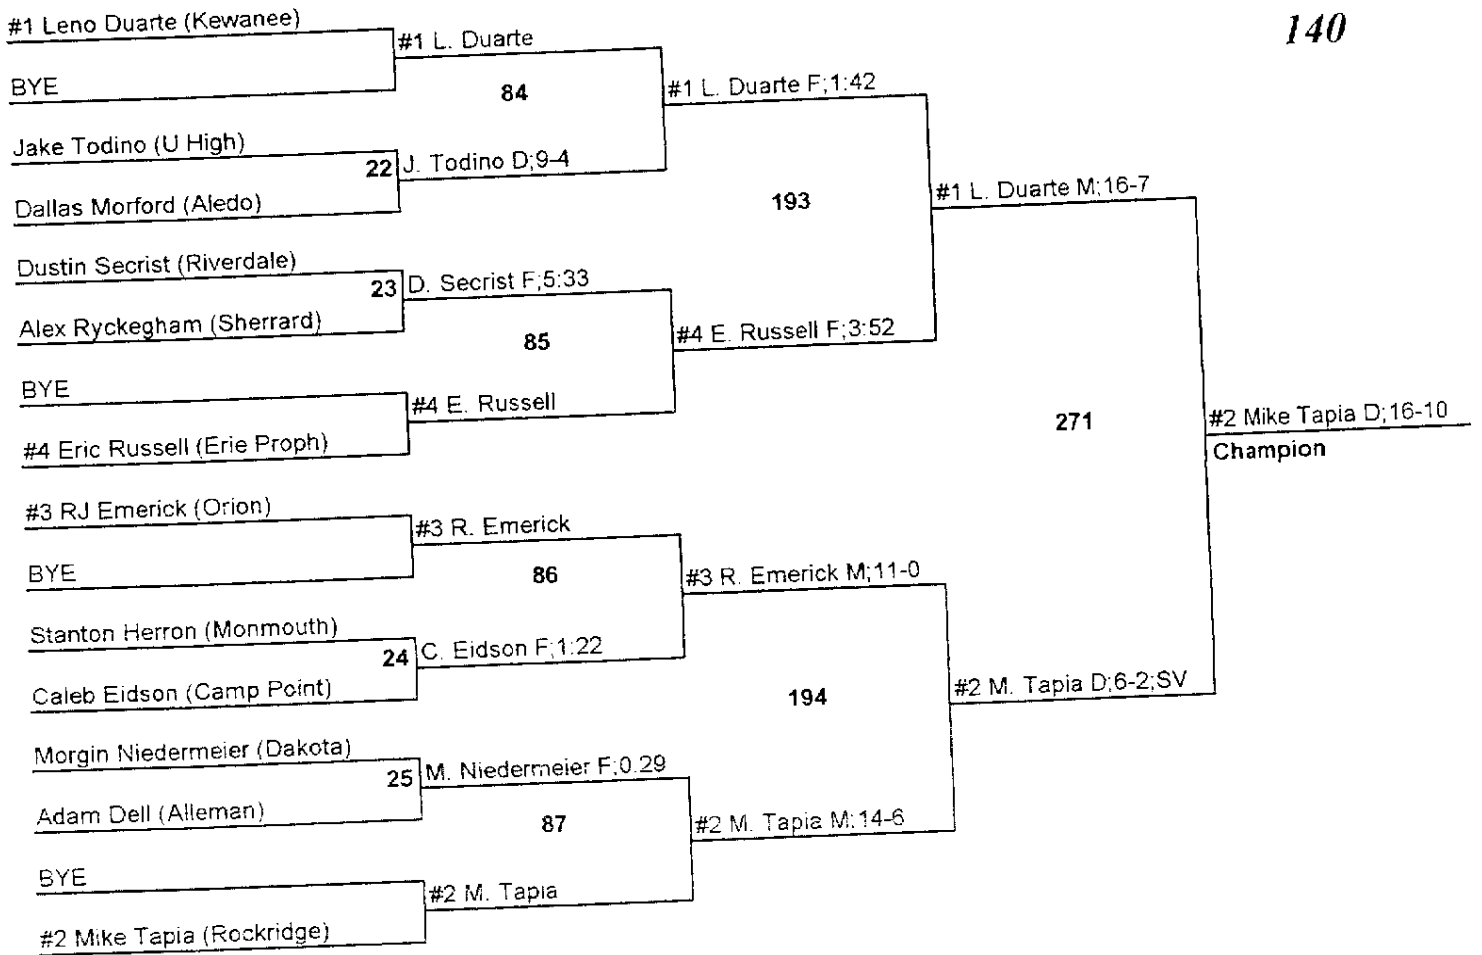 140
#1 Leno Duarte (Kewanee)
BYE
Jake Todino (U High)
Dallas Morford (Aledo)
Dustin Secrist (Riverdale)
Alex Ryckegham (Sherrard)
BYE
#4 Eric Russell (Erie Proph)
#3 RJ Emerick (Orion)
BYE
Stanton Herron (Monmouth)
Caleb Eidson (Camp Point)
Morgin Niedermeier (Dakota)
Adam Dell (Alleman)
BYE
#2 Mike Tapia (Rockridge)
#1 L. Duarte
22
J. Todino D;9-4
23
D. Secrist F;5:33
#4 E. Russell
#3 R. Emerick
24
C. Eidson F;1:22
25
M. Niedermeier F;0:29
#2 M. Tapia
84
#1 L. Duarte F;1:42
85
#4 E. Russell F;3:52
86
#3 R. Emerick M;11-0
87
#2 M. Tapia M;14-6
193
#1 L. Duarte M;16-7
194
#2 M. Tapia D;6-2;SV
271
#2 Mike Tapia D;16-10
Champion